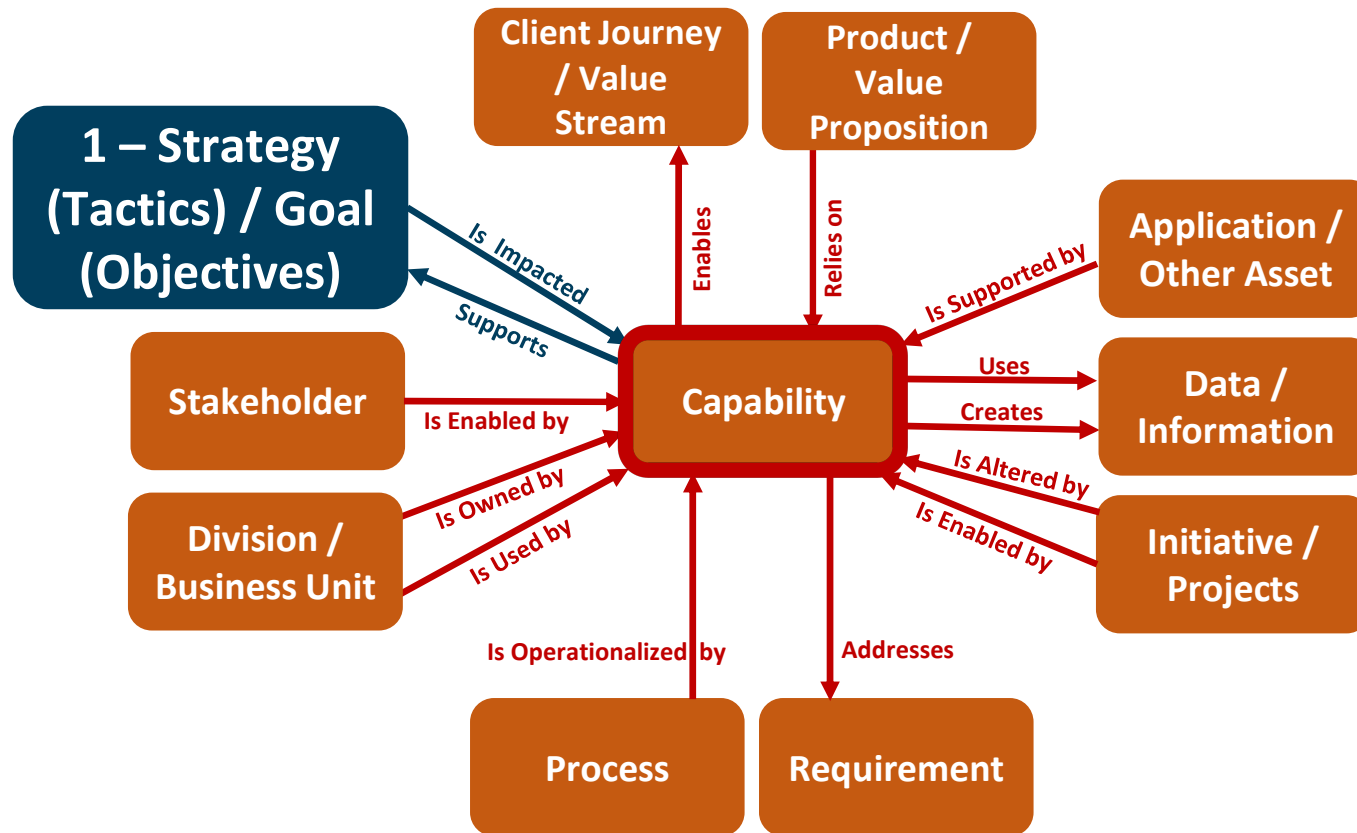 Client Journey
/ Value
Stream
Product /
Value
Proposition
1 – Strategy
(Tactics) / Goal
(Objectives)
Is  Impacted
Supports
Enables
Relies on
Application /
Other Asset
Is Supported by
Stakeholder
Is Enabled by
Capability
Uses
Creates
Data /
Information
Division /
Business Unit
Is Owned by
Is Used by
Is Altered by
Is Enabled by
Initiative /
Projects
Is Operationalized by
Addresses
Process
Requirement